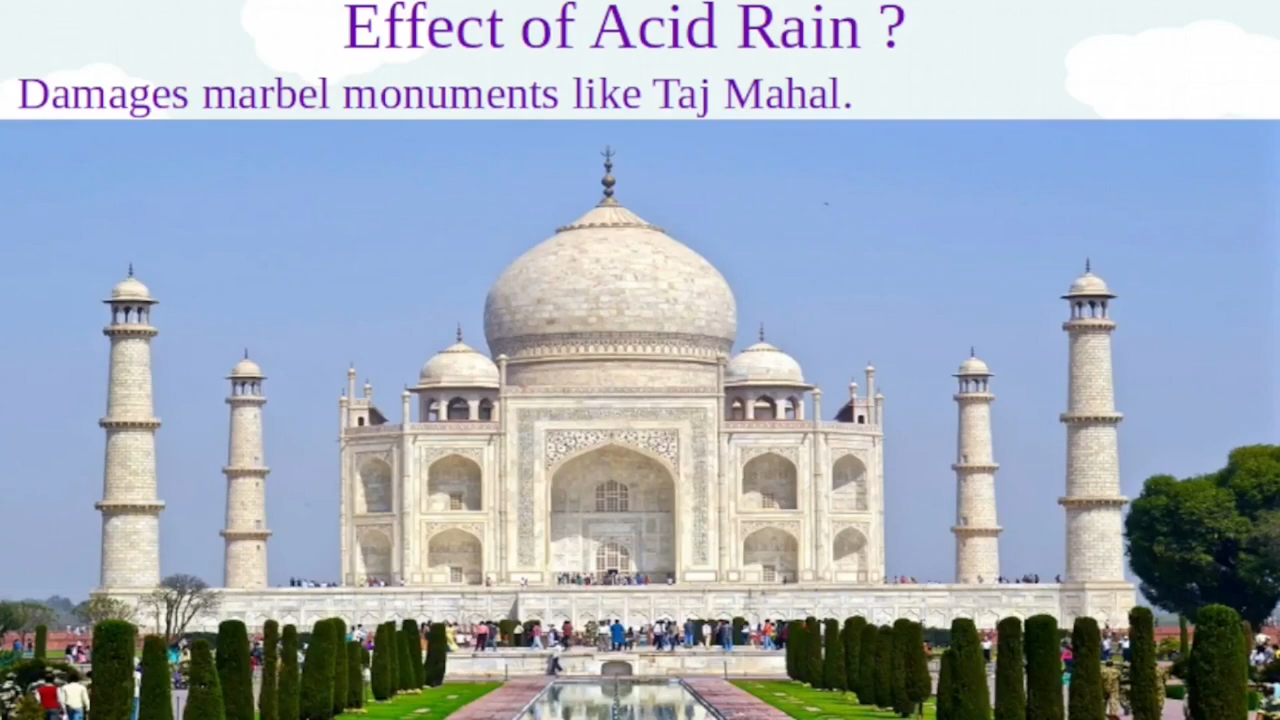 Effect of Acid Rain ?
Damages marbel monuments like Taj Mahal.